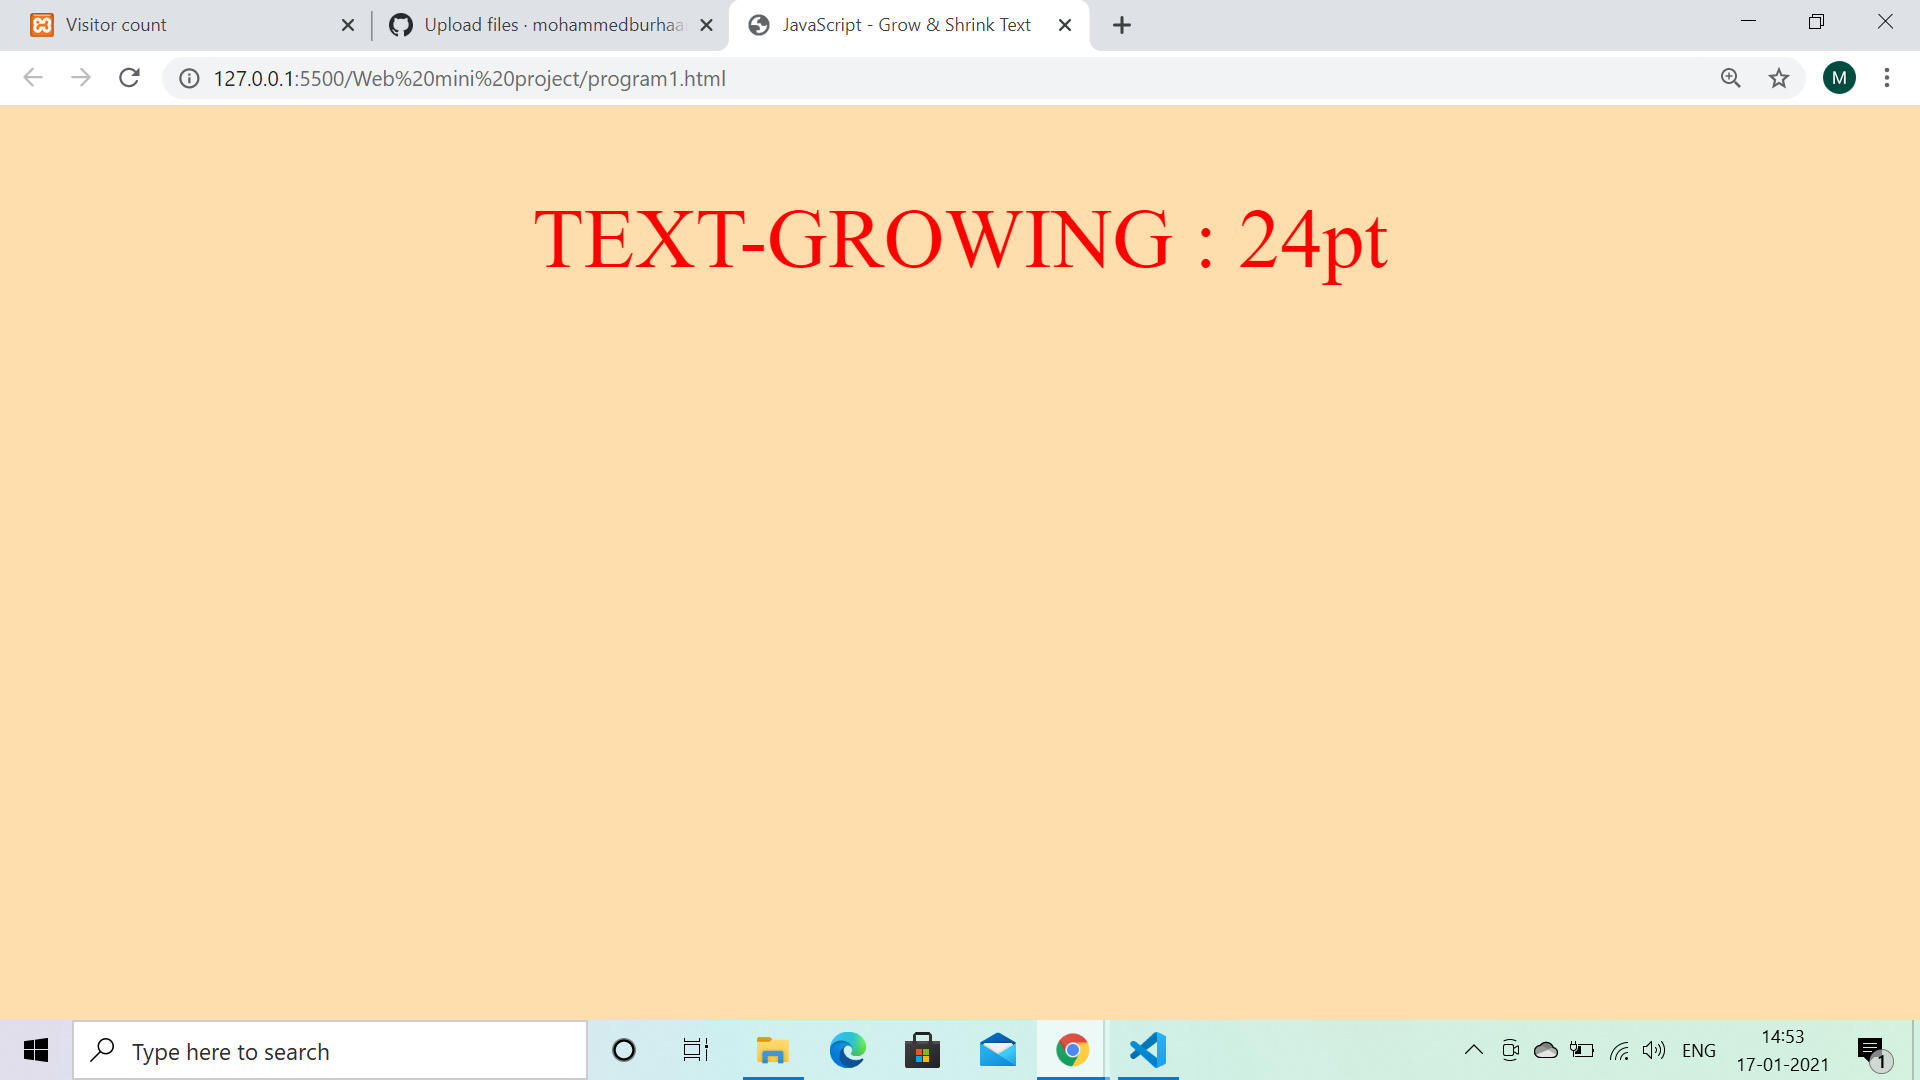 Visitor count
Upload files · mohammedburhaa
JavaScript - Grow & Shrink Text
127.0.0.1:5500/Web%20mini%20project/program1.html
M
TEXT-GROWING : 24pt
Type here to search
ENG
14:53
17-01-2021
1